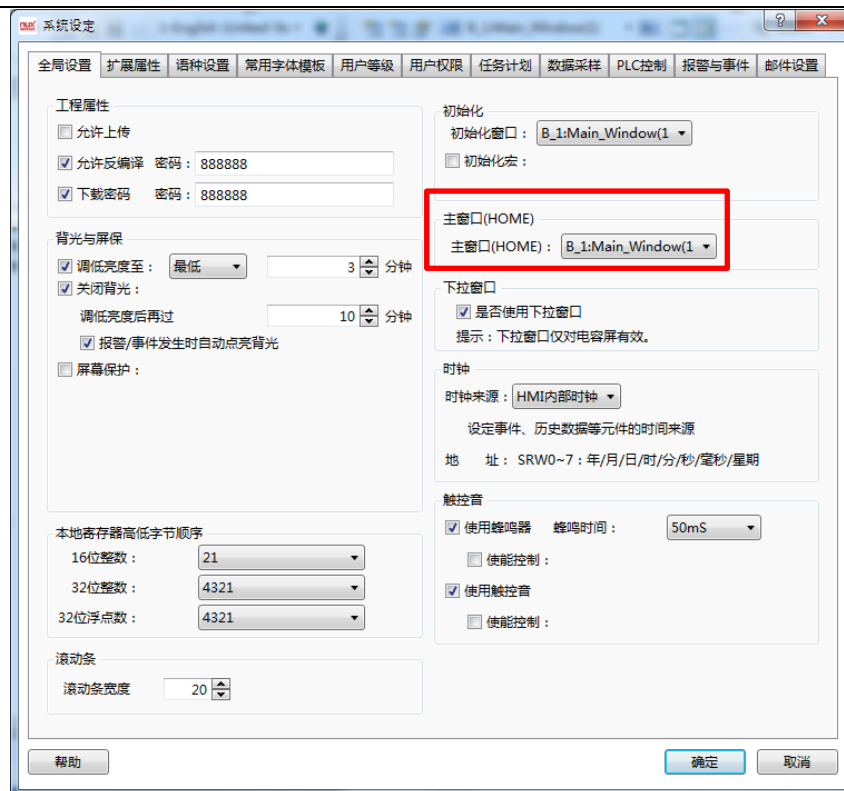 系统设定
全局设置 扩展属性 语种设置 常用字体模板 用户等级 用户权限 任务计划 数据采样 PLC控制 报警与事件 邮件设置
工程属性
允许上传
允许反编译 密码： 888888
下载密码 密码： 888888
背光与屏保
调低亮度至： 最低 3 分钟
关闭背光：
调低亮度后再过 10 分钟
报警/事件发生时自动点亮背光
屏幕保护：
本地寄存器高低字节顺序
16位整数： 21
32位整数： 4321
32位浮点数： 4321
滚动条
滚动条宽度 20
初始化
初始化窗口： B_1:Main_Window(1
初始化宏：
主窗口(HOME)
主窗口(HOME)： B_1:Main_Window(1
下拉窗口
是否使用下拉窗口
提示：下拉窗口仅对电容屏有效。
时钟
时钟来源： HMI内部时钟
设定事件、历史数据等元件的时间来源
地 址： SRW0~7：年/月/日/时/分/秒/毫秒/星期
触控音
使用蜂鸣器 蜂鸣时间： 50mS
使能控制：
使用触控音
使能控制：
帮助 确定 取消